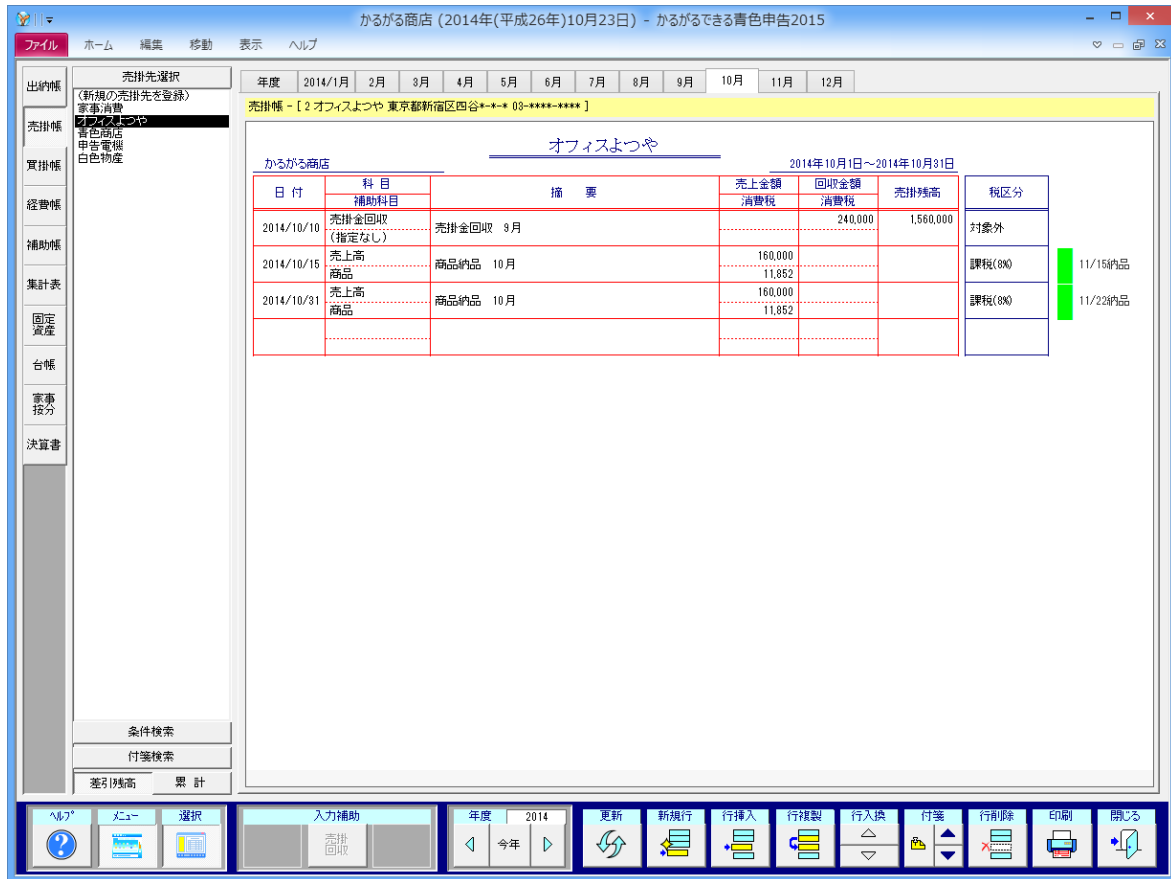 かるがる商店 (2014年(平成26年)10月23日) - かるがるできる青色申告2015
ファイル ホーム 編集 移動 表示 ヘルプ
出納帳
売掛帳
買掛帳
経費帳
補助帳
集計表
固定
資産
台帳
家事
按分
決算書
売掛先選択
(新規の売掛先を登録)
家事消費
オフィスよつや
青色商店
申告電機
白色物産
条件検索
付箋検索
差引残高 累 計
年度 2014/1月 2月 3月 4月 5月 6月 7月 8月 9月 10月 11月 12月
売掛帳 - [ 2 オフィスよつや 東京都新宿区四谷*-*-* 03-****-**** ]
オフィスよつや
かるがる商店 2014年10月1日～2014年10月31日
日 付 科 目 摘 要 売上金額 回収金額 売掛残高 税区分
補助科目 消費税 消費税
2014/10/10 売掛金回収 売掛金回収 9月 240,000 1,560,000 対象外
(指定なし)
2014/10/15 売上高 商品納品 10月 160,000 課税(8%) 11/15納品
商品 11,852
2014/10/31 売上高 商品納品 10月 160,000 課税(8%) 11/22納品
商品 11,852
ヘルプ メニュー 選択 入力補助 年度 2014 更新 新規行 行挿入 行複製 行入換 付箋 行削除 印刷 閉じる
売掛
回収
今年